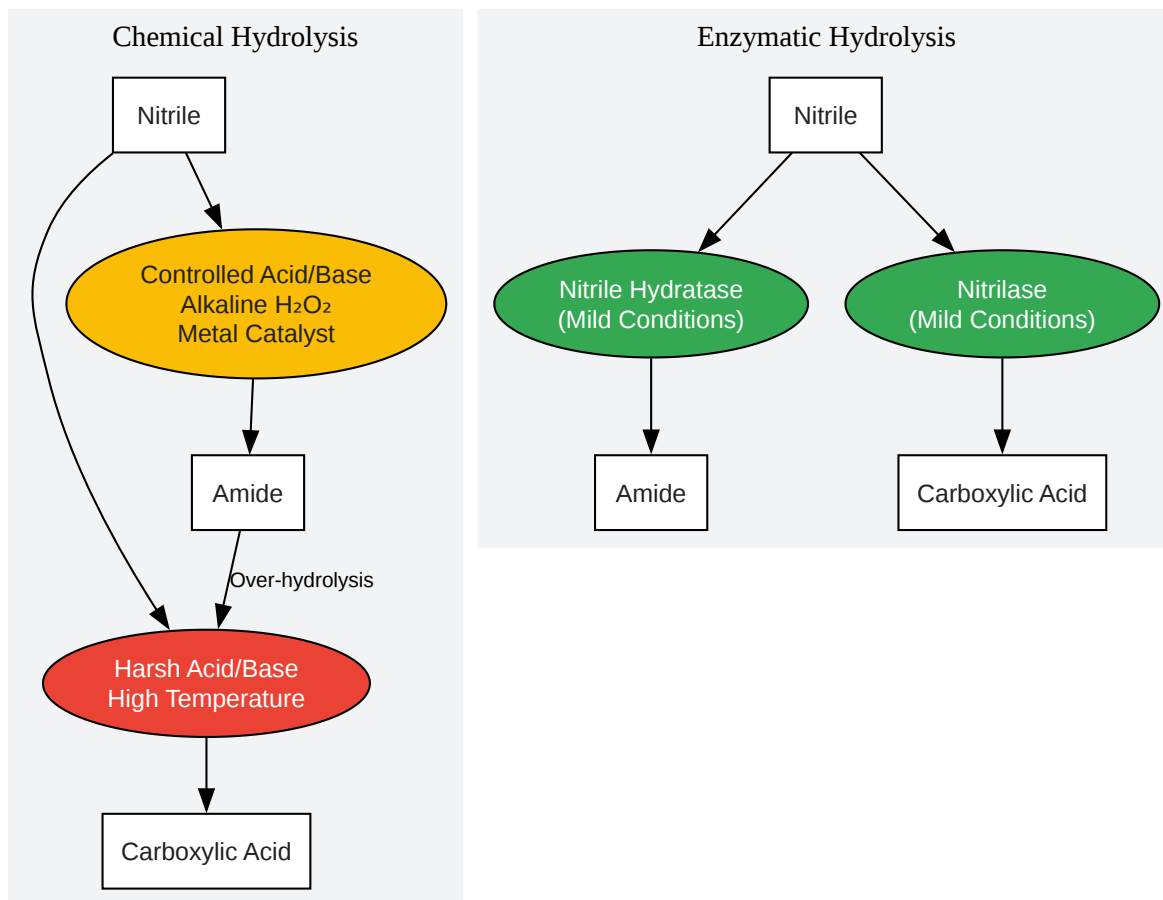 Chemical Hydrolysis
Nitrile
Controlled Acid/Base
Alkaline H₂O₂
Metal Catalyst
Amide
Over-hydrolysis
Harsh Acid/Base
High Temperature
Carboxylic Acid
Enzymatic Hydrolysis
Nitrile
Nitrile Hydratase
(Mild Conditions)
Nitrilase
(Mild Conditions)
Amide
Carboxylic Acid